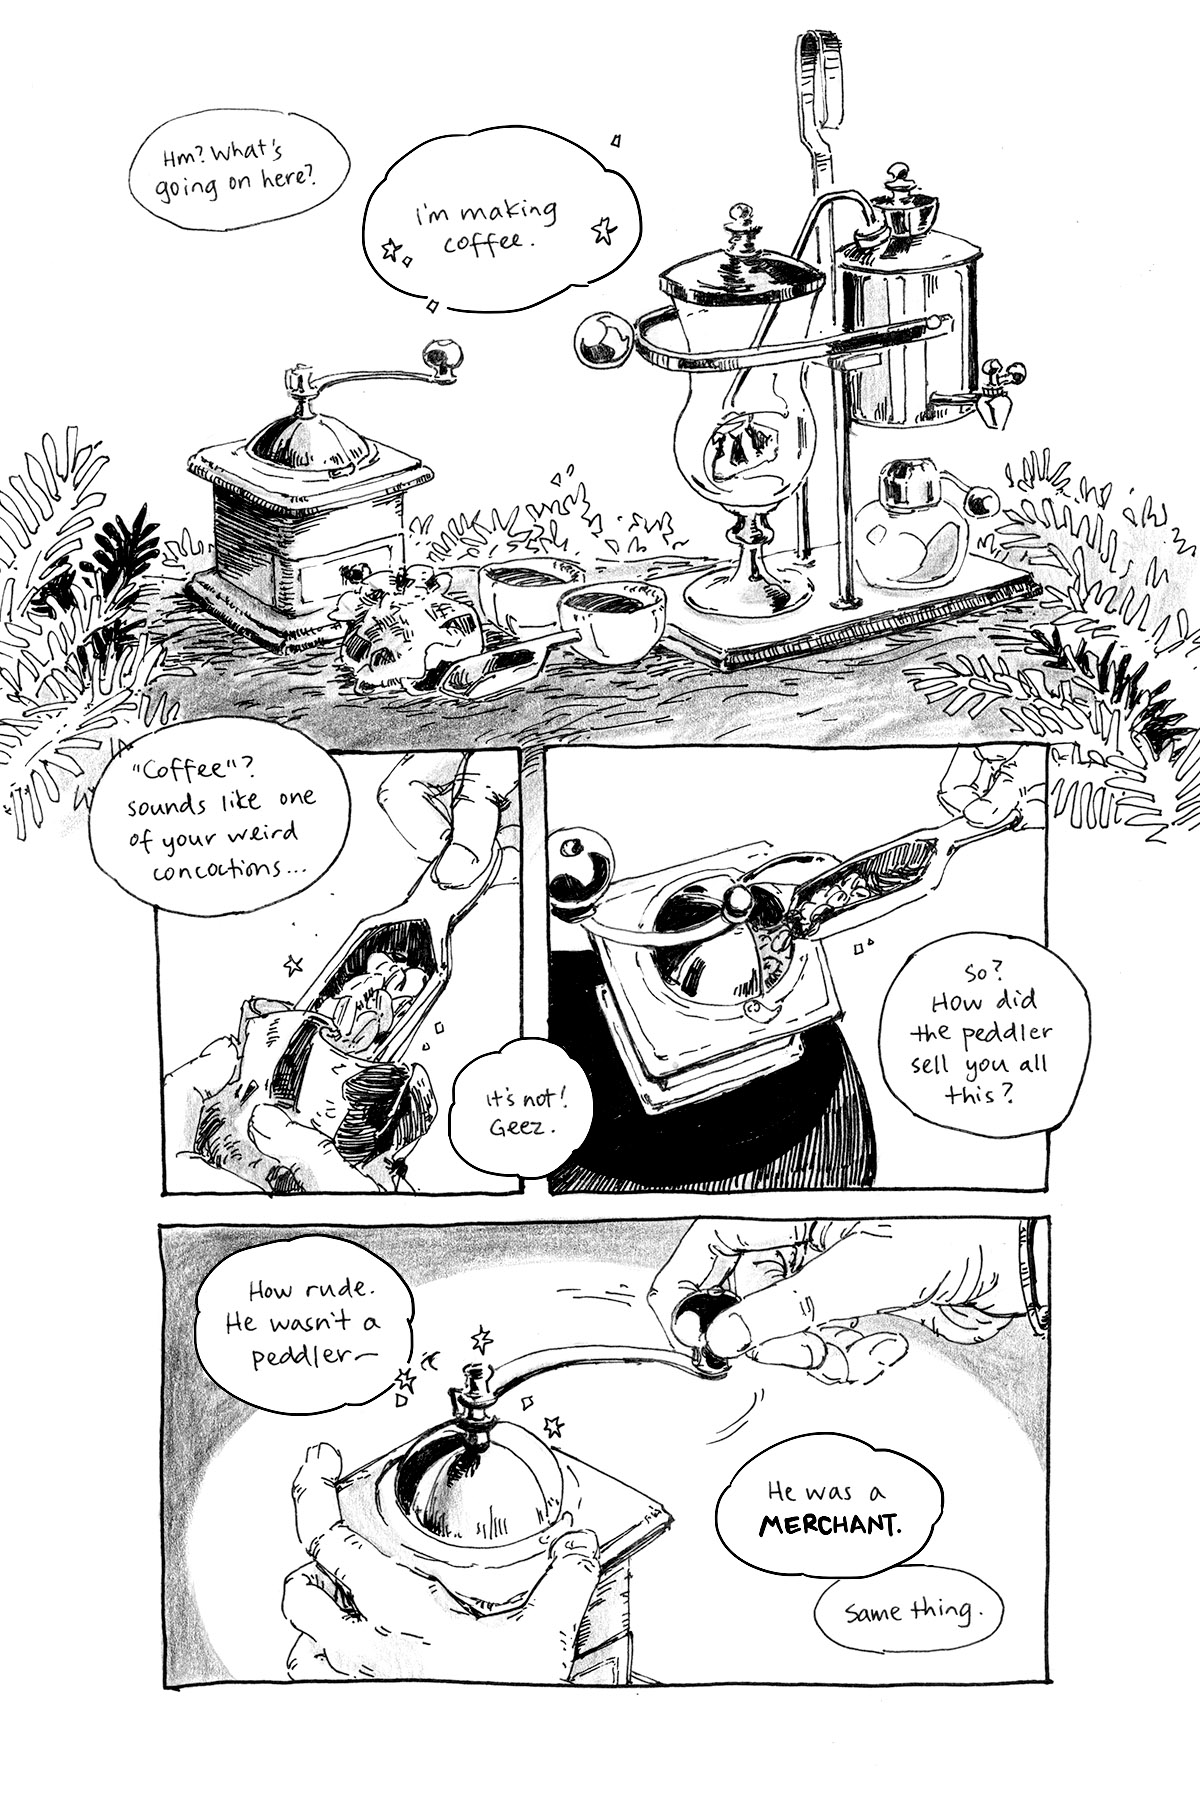 Hm? What's
going on here?
i'm making
coffee.
"Coffee"?
sounds like one
of your weird
concoctions...
it's not!
Geez.
So?
How did
the peddler
sell you all
this?
How rude.
He wasn't a
peddler—
He was a
MERCHANT.
same thing.